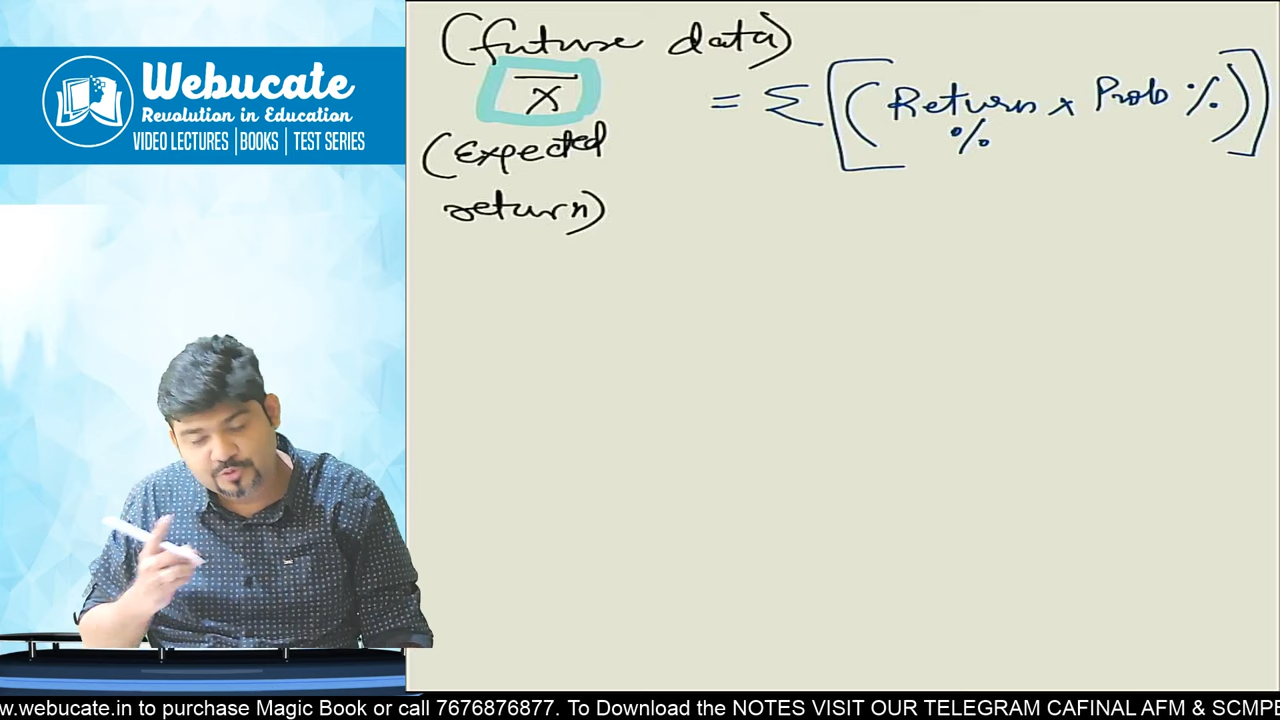 Webucate
Revolution in Education
VIDEO LECTURES | BOOKS | TEST SERIES
(future data)
x̄ = Σ [(Return % x Prob %)]
(Expected
return)
w.webucate.in to purchase Magic Book or call 7676876877. To Download the NOTES VISIT OUR TELEGRAM CAFINAL AFM & SCMPE